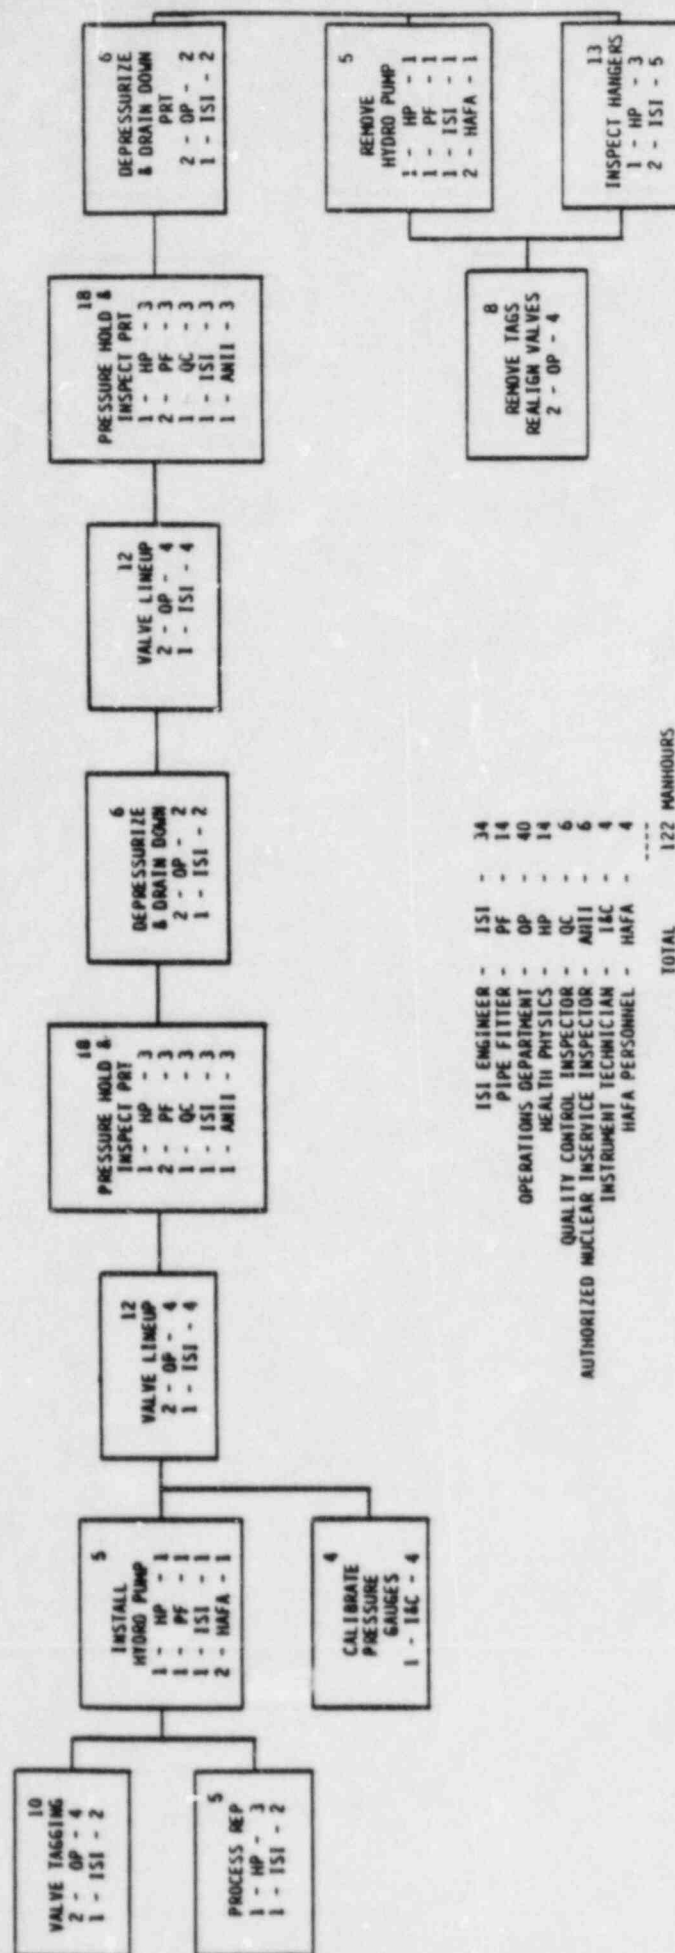 10
VALVE TAGGING
2 - OP - 4
1 - ISI - 2
5
PROCESS REP
1 - HP - 3
1 - ISI - 2
5
INSTALL
HYDRO PUMP
1 - HP - 1
1 - PF - 1
1 - ISI - 1
2 - HAFA - 1
4
CALIBRATE
PRESSURE
GAUGES
1 - I&C - 4
12
VALVE LINEUP
2 - OP - 4
1 - ISI - 4
18
PRESSURE HOLD &
INSPECT PRT
1 - HP - 3
2 - PF - 3
1 - QC - 3
1 - ISI - 3
1 - ANII - 3
6
DEPRESSURIZE
& DRAIN DOWN
2 - OP - 2
1 - ISI - 2
12
VALVE LINEUP
2 - OP - 4
1 - ISI - 4
18
PRESSURE HOLD &
INSPECT PRT
1 - HP - 3
2 - PF - 3
1 - QC - 3
1 - ISI - 3
1 - ANII - 3
6
DEPRESSURIZE
& DRAIN DOWN
PRT
2 - OP - 2
1 - ISI - 2
5
REMOVE
HYDRO PUMP
1 - HP - 1
1 - PF - 1
1 - ISI - 1
2 - HAFA - 1
13
INSPECT HANGERS
1 - HP - 3
2 - ISI - 5
8
REMOVE TAGS
REALIGN VALVES
2 - OP - 4
ISI ENGINEER - ISI - 34
PIPE FITTER - PF - 14
OPERATIONS DEPARTMENT - OP - 40
HEALTH PHYSICS - HP - 14
QUALITY CONTROL INSPECTOR - QC - 6
AUTHORIZED NUCLEAR INSERVICE INSPECTOR - ANII - 6
INSTRUMENT TECHNICIAN - I&C - 4
HAFA PERSONNEL - HAFA - 4
----
TOTAL 122 MANHOURS